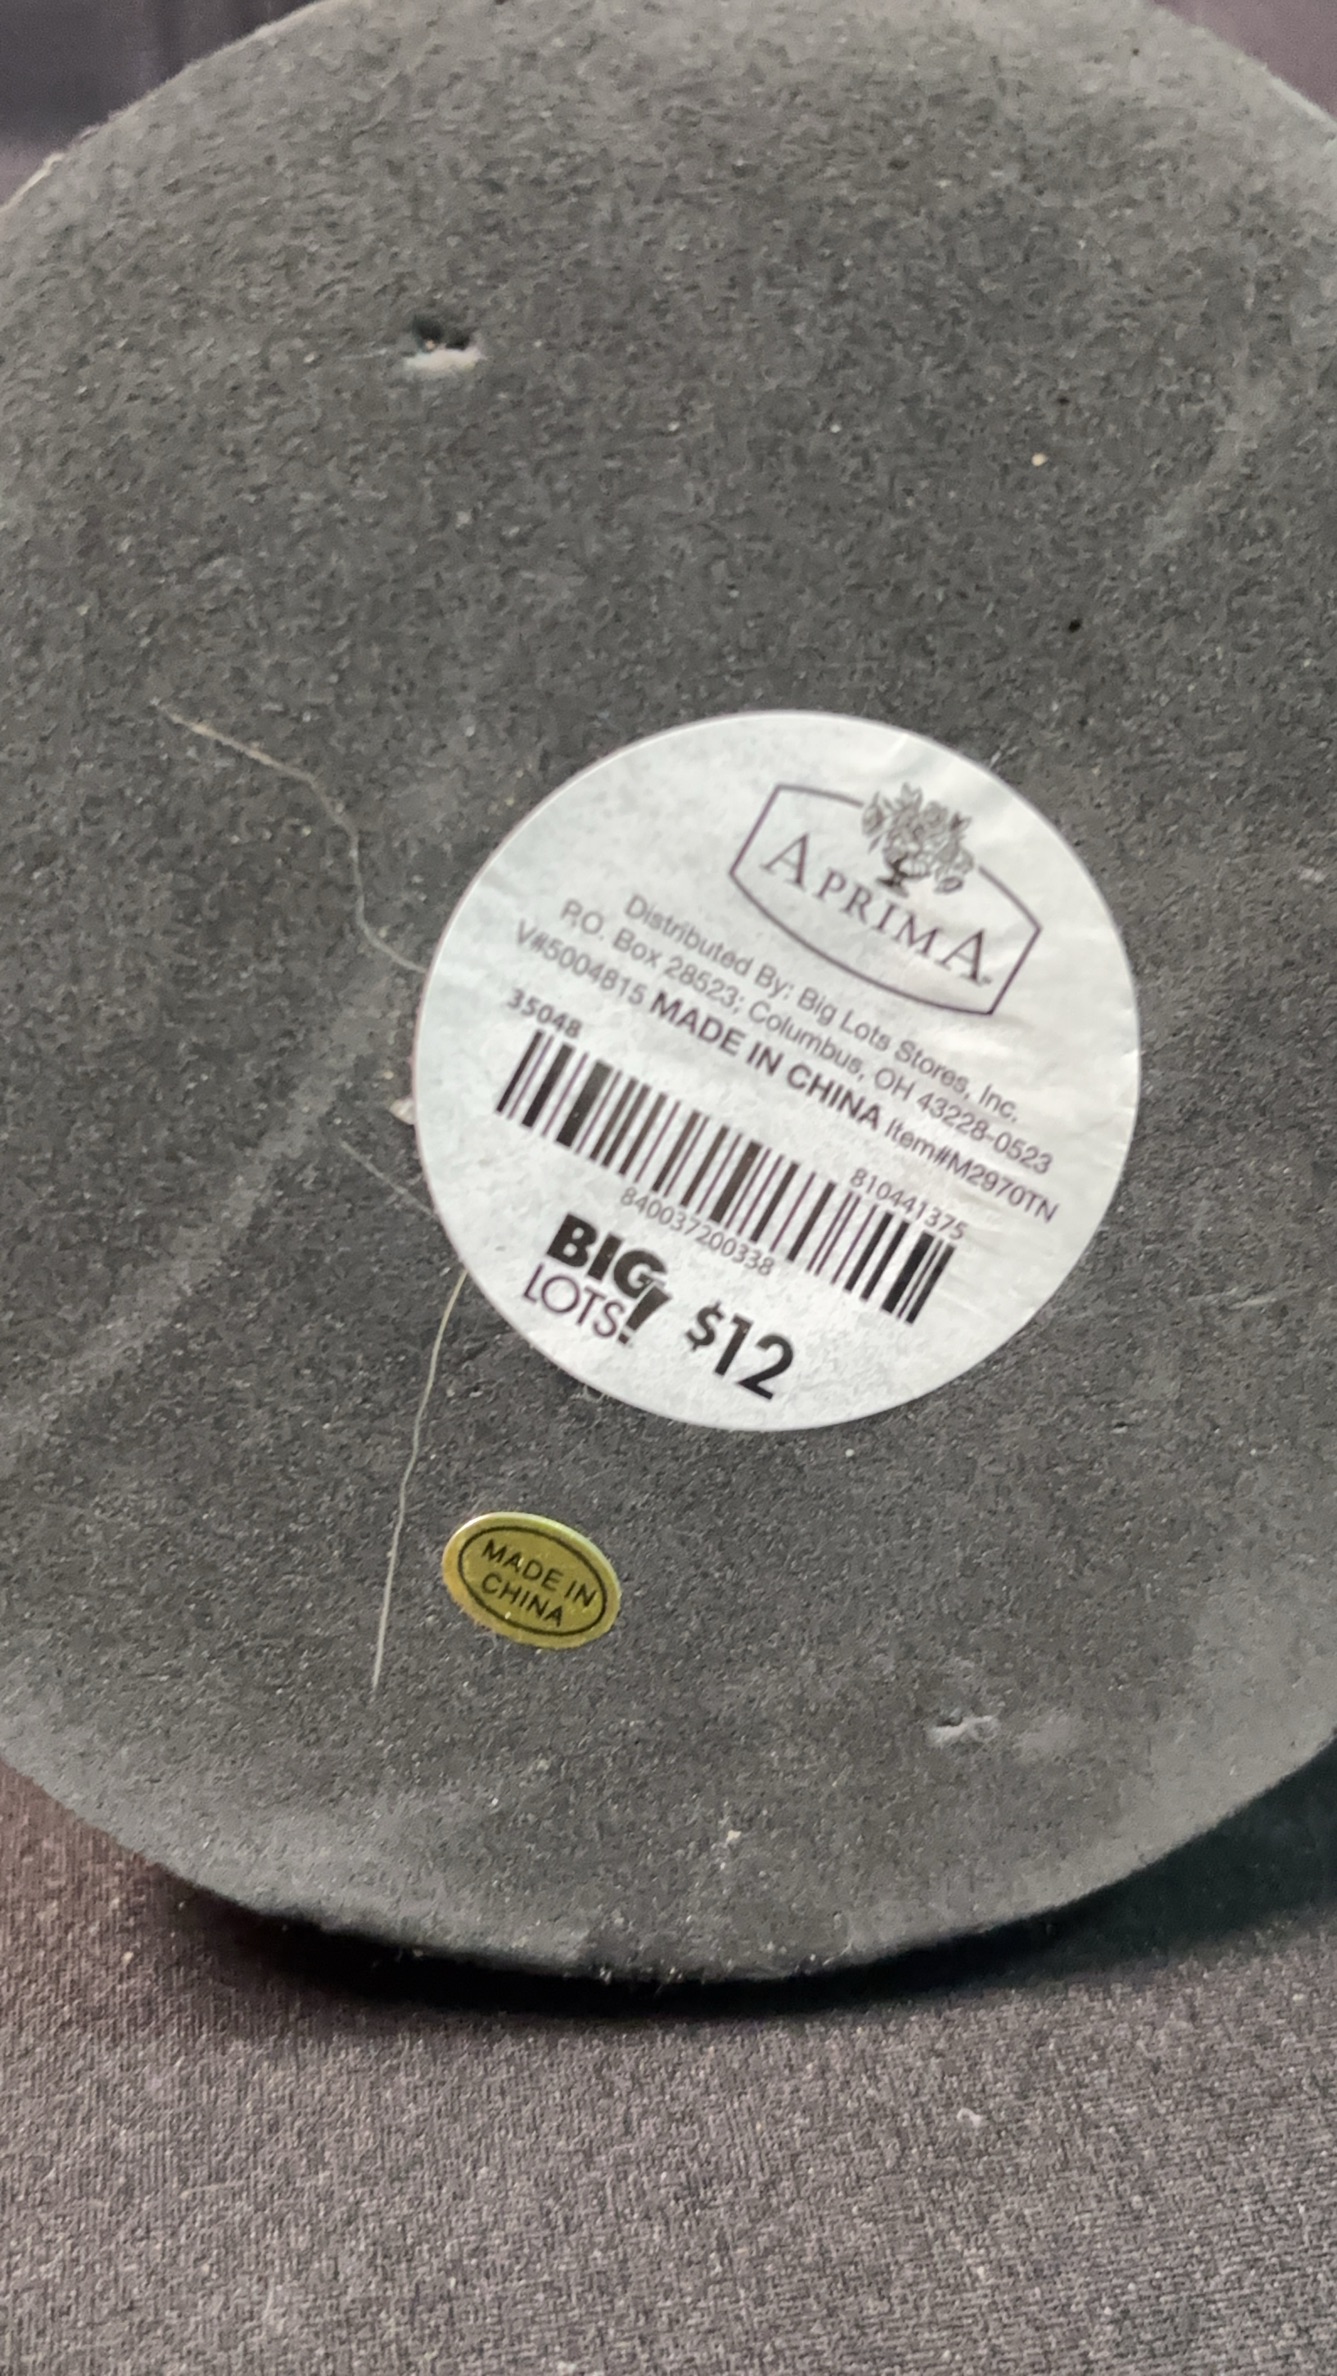 APRIMA
Distributed By: Big Lots Stores, Inc.
P.O. Box 28523; Columbus, OH 43228-0523
V#5004815 MADE IN CHINA Item#M2970TN
35048
810441375
840037200338
BIG
LOTS! $12
MADE IN
CHINA